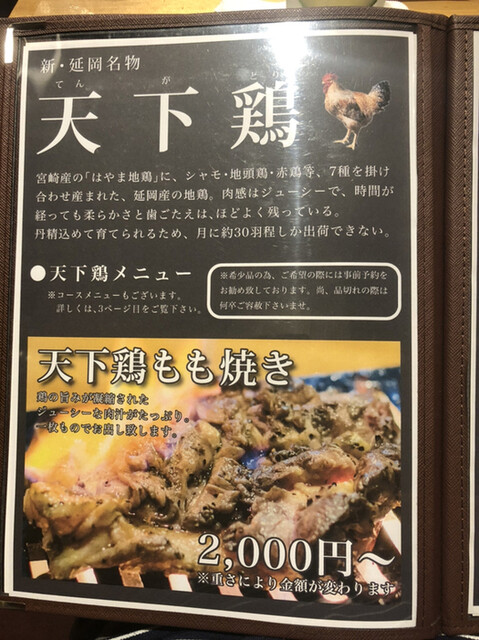 新・延岡名物
てん が どり
天下鶏
宮崎産の「はやま地鶏」に、シャモ・地頭鶏・赤鶏等、7種を掛け
合わせ産まれた、延岡産の地鶏。肉感はジューシーで、時間が
経っても柔らかさと歯ごたえは、ほどよく残っている。
丹精込めて育てられるため、月に約30羽程しか出荷できない。
●天下鶏メニュー
※コースメニューもございます。
詳しくは、3ページ目をご覧下さい。
※希少品の為、ご希望の際には事前予約を
お勧め致しております。尚、品切れの際は
何卒ご容赦下さいませ。
天下鶏もも焼き
鶏の旨みが凝縮された
ジューシーな肉汁がたっぷり。
一枚ものでお出し致します。
2,000円〜
※重さにより金額が変わります